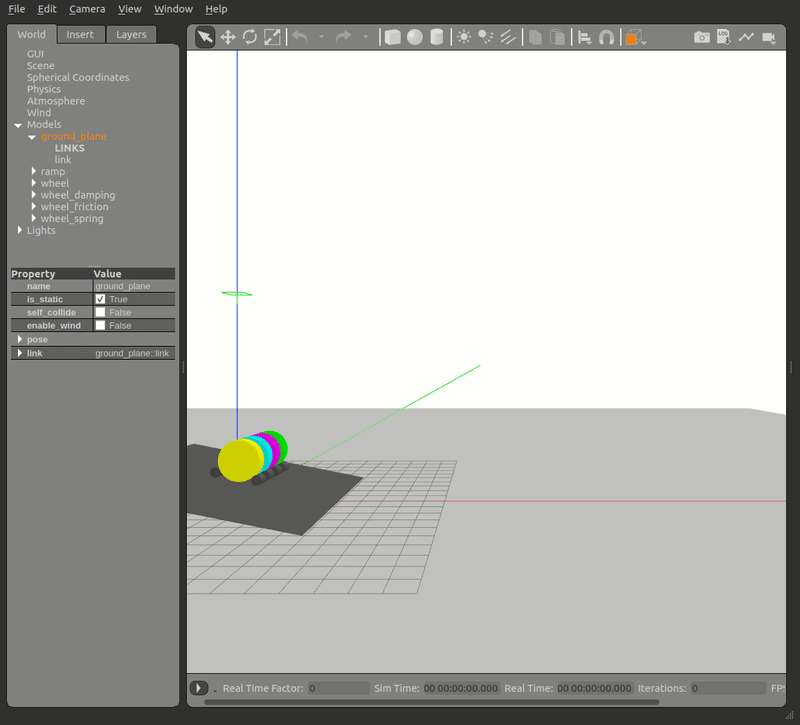 File Edit Camera View Window Help
World Insert Layers
GUI
Scene
Spherical Coordinates
Physics
Atmosphere
Wind
Models
ground_plane
LINKS
link
ramp
wheel
wheel_damping
wheel_friction
wheel_spring
Lights
Property Value
name ground_plane
is_static True
self_collide False
enable_wind False
pose
link ground_plane::link
LOG
Real Time Factor: 0 Sim Time: 00 00:00:00.000 Real Time: 00 00:00:00.000 Iterations: 0 FP: